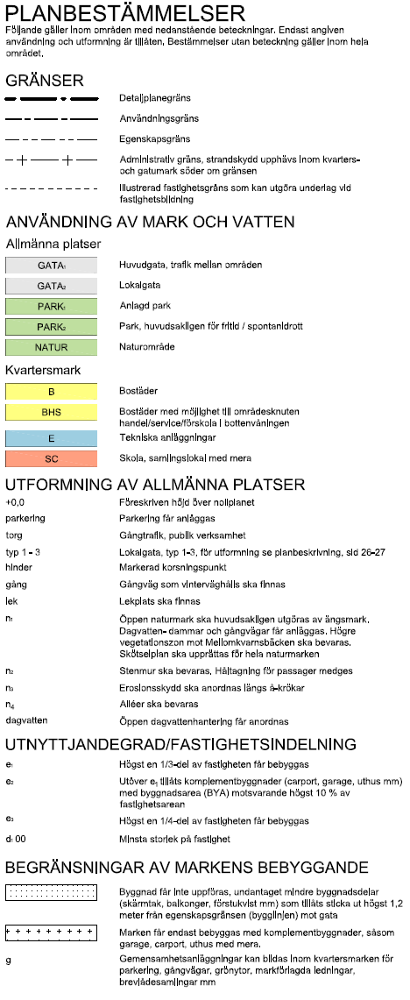 PLANBESTÄMMELSER
Följande gäller inom områden med nedanstående beteckningar. Endast angiven
användning och utformning är tillåten. Bestämmelser utan beteckning gäller inom hela
området.
GRÄNSER
Detaljplanegräns
Användningsgräns
Egenskapsgräns
Administrativ gräns, strandskydd upphävs inom kvarters-
och gatumark söder om gränsen
Illustrerad fastighetsgräns som kan utgöra underlag vid
fastighetsbildning
ANVÄNDNING AV MARK OCH VATTEN
Allmänna platser
GATA₁ Huvudgata, trafik mellan områden
GATA₂ Lokalgata
PARK₁ Anlagd park
PARK₂ Park, huvudsakligen för fritid / spontanidrott
NATUR Naturområde
Kvartersmark
B Bostäder
BHS Bostäder med möjlighet till områdesknuten
handel/service/förskola i bottenvåningen
E Tekniska anläggningar
SC Skola, samlingslokal med mera
UTFORMNING AV ALLMÄNNA PLATSER
+0,0 Föreskriven höjd över nollplanet
parkering Parkering får anläggas
torg Gångtrafik, publik verksamhet
typ 1 - 3 Lokalgata, typ 1-3, för utformning se planbeskrivning, sid 26-27
hinder Markerad korsningspunkt
gång Gångväg som vinterväghålls ska finnas
lek Lekplats ska finnas
n₁ Öppen naturmark ska huvudsakligen utgöras av ängsmark.
Dagvatten- dammar och gångvägar får anläggas. Högre
vegetationszon mot Mellomkvarnsbäcken ska bevaras.
Skötselplan ska upprättas för hela naturmarken
n₂ Stenmur ska bevaras. Håltagning för passager medges
n₃ Erosionsskydd ska anordnas längs å-krökar
n₄ Alléer ska bevaras
dagvatten Öppen dagvattenhantering får anordnas
UTNYTTJANDEGRAD/FASTIGHETSINDELNING
e₁ Högst en 1/3-del av fastigheten får bebyggas
e₂ Utöver e₁ tillåts komplementbyggnader (carport, garage, uthus mm)
med byggnadsarea (BYA) motsvarande högst 10 % av
fastighetsarean
e₃ Högst en 1/4-del av fastigheten får bebyggas
d₁ 00 Minsta storlek på fastighet
BEGRÄNSNINGAR AV MARKENS BEBYGGANDE
Byggnad får inte uppföras, undantaget mindre byggnadsdelar
(skärmtak, balkonger, förstukvist mm) som tillåts sticka ut högst 1,2
meter från egenskapsgränsen (bygglinjen) mot gata
Marken får endast bebyggas med komplementbyggnader, såsom
garage, carport, uthus med mera.
g Gemensamhetsanläggningar kan bildas inom kvartersmarken för
parkering, gångvägar, grönytor, markförlagda ledningar,
brevlådesamlingar mm